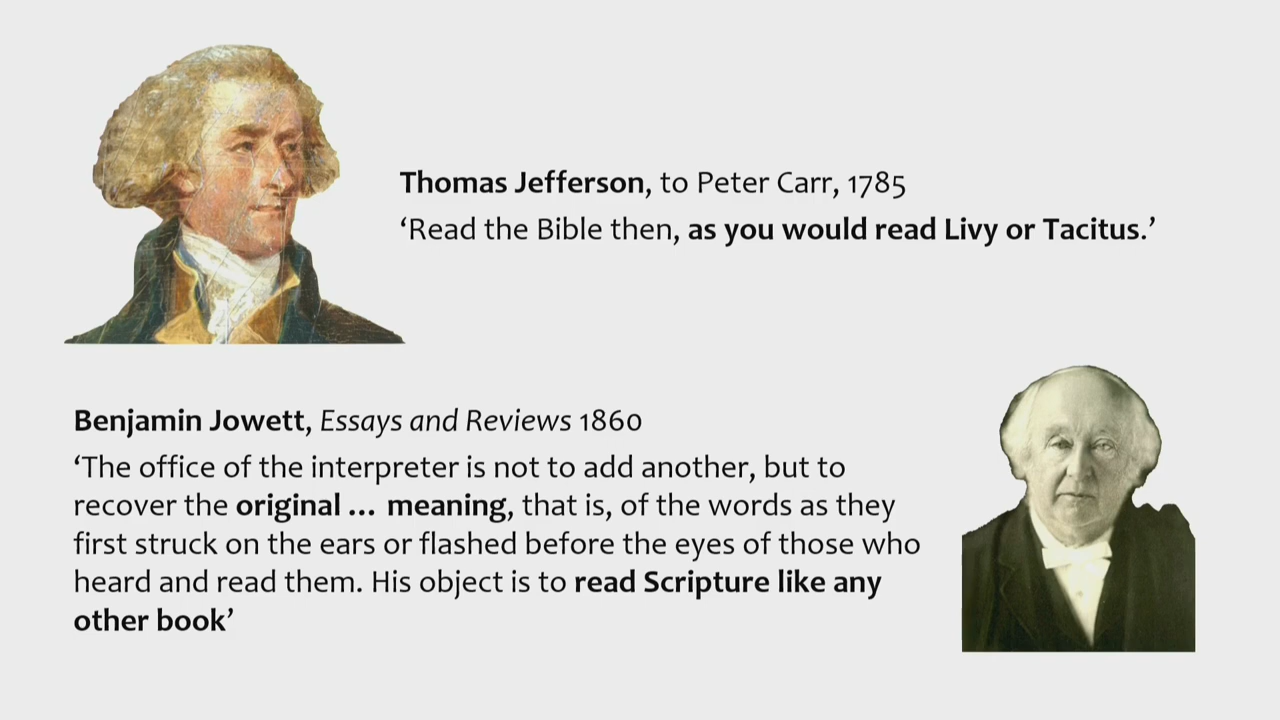 Thomas Jefferson, to Peter Carr, 1785
‘Read the Bible then, as you would read Livy or Tacitus.’
Benjamin Jowett, Essays and Reviews 1860
‘The office of the interpreter is not to add another, but to
recover the original … meaning, that is, of the words as they
first struck on the ears or flashed before the eyes of those who
heard and read them. His object is to read Scripture like any
other book’